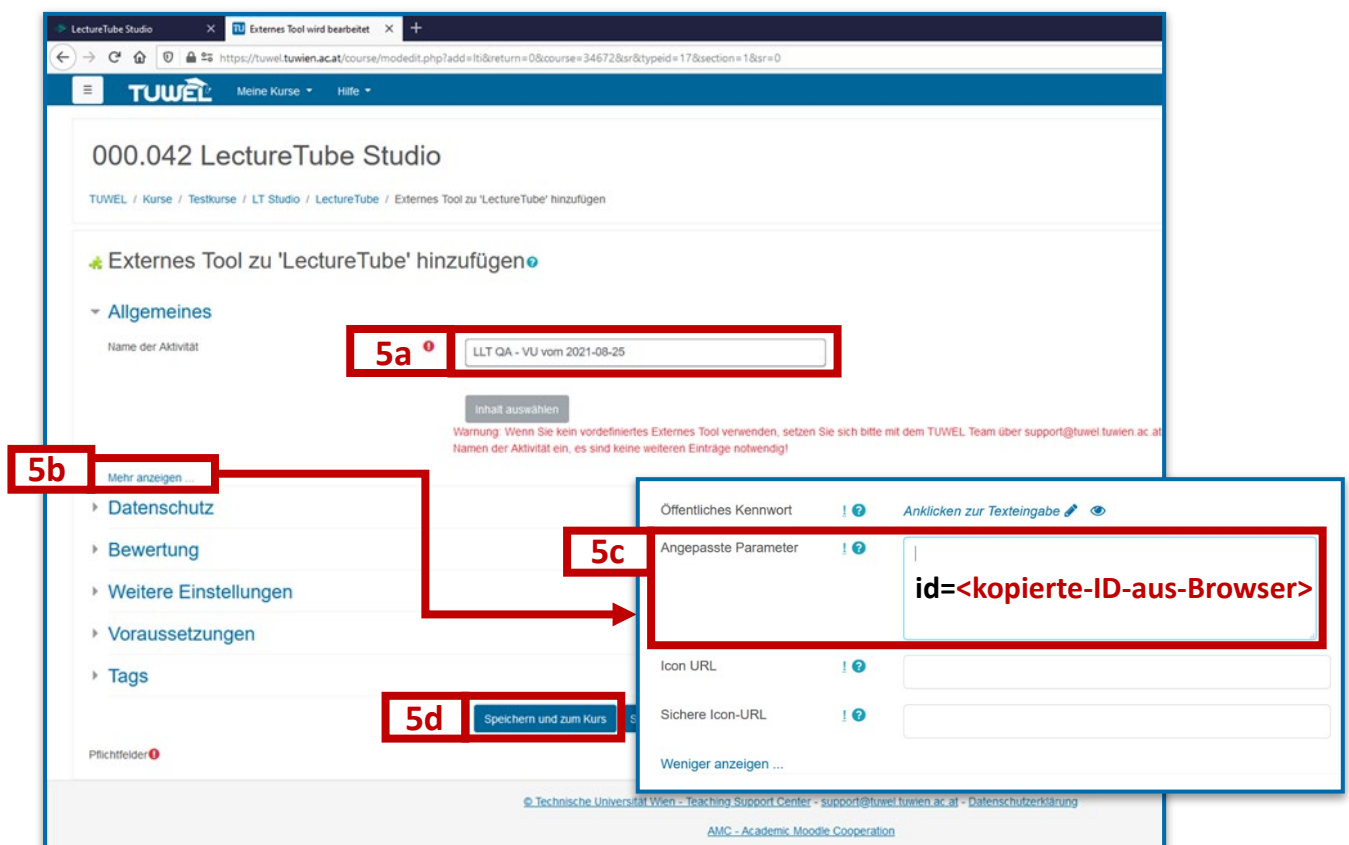 LectureTube Studio
TU Externes Tool wird bearbeitet
https://tuwel.tuwien.ac.at/course/modedit.php?add=lti&return=0&course=34672&sr&typeid=17&section=1&sr=0
TUWEL Meine Kurse Hilfe
000.042 LectureTube Studio
TUWEL / Kurse / Testkurse / LT Studio / LectureTube / Externes Tool zu 'LectureTube' hinzufügen
Externes Tool zu 'LectureTube' hinzufügen
Allgemeines
Name der Aktivität
5a
LLT QA - VU vom 2021-08-25
Inhalt auswählen
Warnung: Wenn Sie kein vordefiniertes Externes Tool verwenden, setzen Sie sich bitte mit dem TUWEL Team über support@tuwel.tuwien.ac.at
Namen der Aktivität ein, es sind keine weiteren Einträge notwendig!
5b
Mehr anzeigen ...
Datenschutz
Bewertung
Weitere Einstellungen
Voraussetzungen
Tags
5d
Speichern und zum Kurs
S
Pflichtfelder
Öffentliches Kennwort ! Anklicken zur Texteingabe
5c
Angepasste Parameter !
id=<kopierte-ID-aus-Browser>
Icon URL !
Sichere Icon-URL !
Weniger anzeigen ...
© Technische Universität Wien - Teaching Support Center - support@tuwel.tuwien.ac.at - Datenschutzerklärung
AMC - Academic Moodle Cooperation